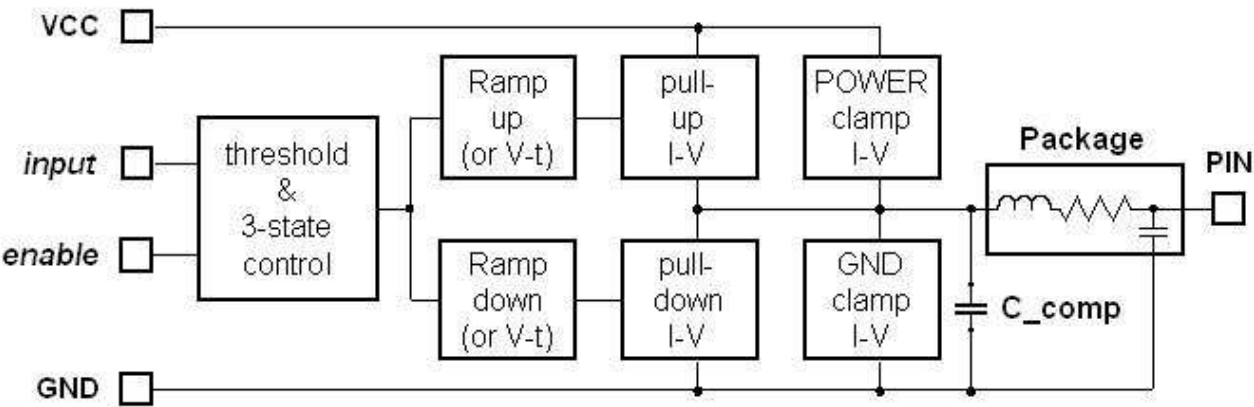 VCC
Ramp
up
(or V-t)
pull-
up
I-V
POWER
clamp
I-V
Package
PIN
input
threshold
&
3-state
control
enable
Ramp
down
(or V-t)
pull-
down
I-V
GND
clamp
I-V
C_comp
GND